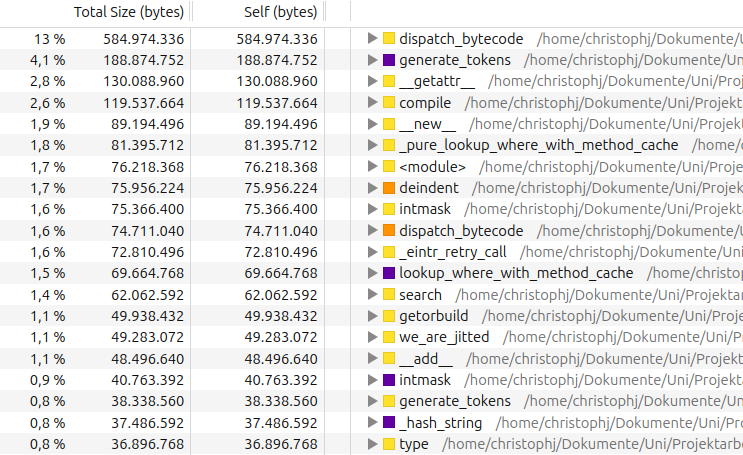 Total Size (bytes) Self (bytes)
13 % 584.974.336 584.974.336 dispatch_bytecode /home/christophj/Dokumente/U
4,1 % 188.874.752 188.874.752 generate_tokens /home/christophj/Dokumente/Uni
2,8 % 130.088.960 130.088.960 __getattr__ /home/christophj/Dokumente/Uni/Proj
2,6 % 119.537.664 119.537.664 compile /home/christophj/Dokumente/Uni/Projekt
1,9 % 89.194.496 89.194.496 __new__ /home/christophj/Dokumente/Uni/Projekt
1,8 % 81.395.712 81.395.712 _pure_lookup_where_with_method_cache /home/c
1,7 % 76.218.368 76.218.368 <module> /home/christophj/Dokumente/Uni/Proje
1,7 % 75.956.224 75.956.224 deindent /home/christophj/Dokumente/Uni/Projek
1,6 % 75.366.400 75.366.400 intmask /home/christophj/Dokumente/Uni/Projekta
1,6 % 74.711.040 74.711.040 dispatch_bytecode /home/christophj/Dokumente/U
1,6 % 72.810.496 72.810.496 _eintr_retry_call /home/christophj/Dokumente/Uni
1,5 % 69.664.768 69.664.768 lookup_where_with_method_cache /home/christop
1,4 % 62.062.592 62.062.592 search /home/christophj/Dokumente/Uni/Projektar
1,1 % 49.938.432 49.938.432 getorbuild /home/christophj/Dokumente/Uni/Proje
1,1 % 49.283.072 49.283.072 we_are_jitted /home/christophj/Dokumente/Uni/Pr
1,1 % 48.496.640 48.496.640 __add__ /home/christophj/Dokumente/Uni/Projekt
0,9 % 40.763.392 40.763.392 intmask /home/christophj/Dokumente/Uni/Projekta
0,8 % 38.338.560 38.338.560 generate_tokens /home/christophj/Dokumente/Uni
0,8 % 37.486.592 37.486.592 _hash_string /home/christophj/Dokumente/Uni/Pro
0,8 % 36.896.768 36.896.768 type /home/christophj/Dokumente/Uni/Projektarbe